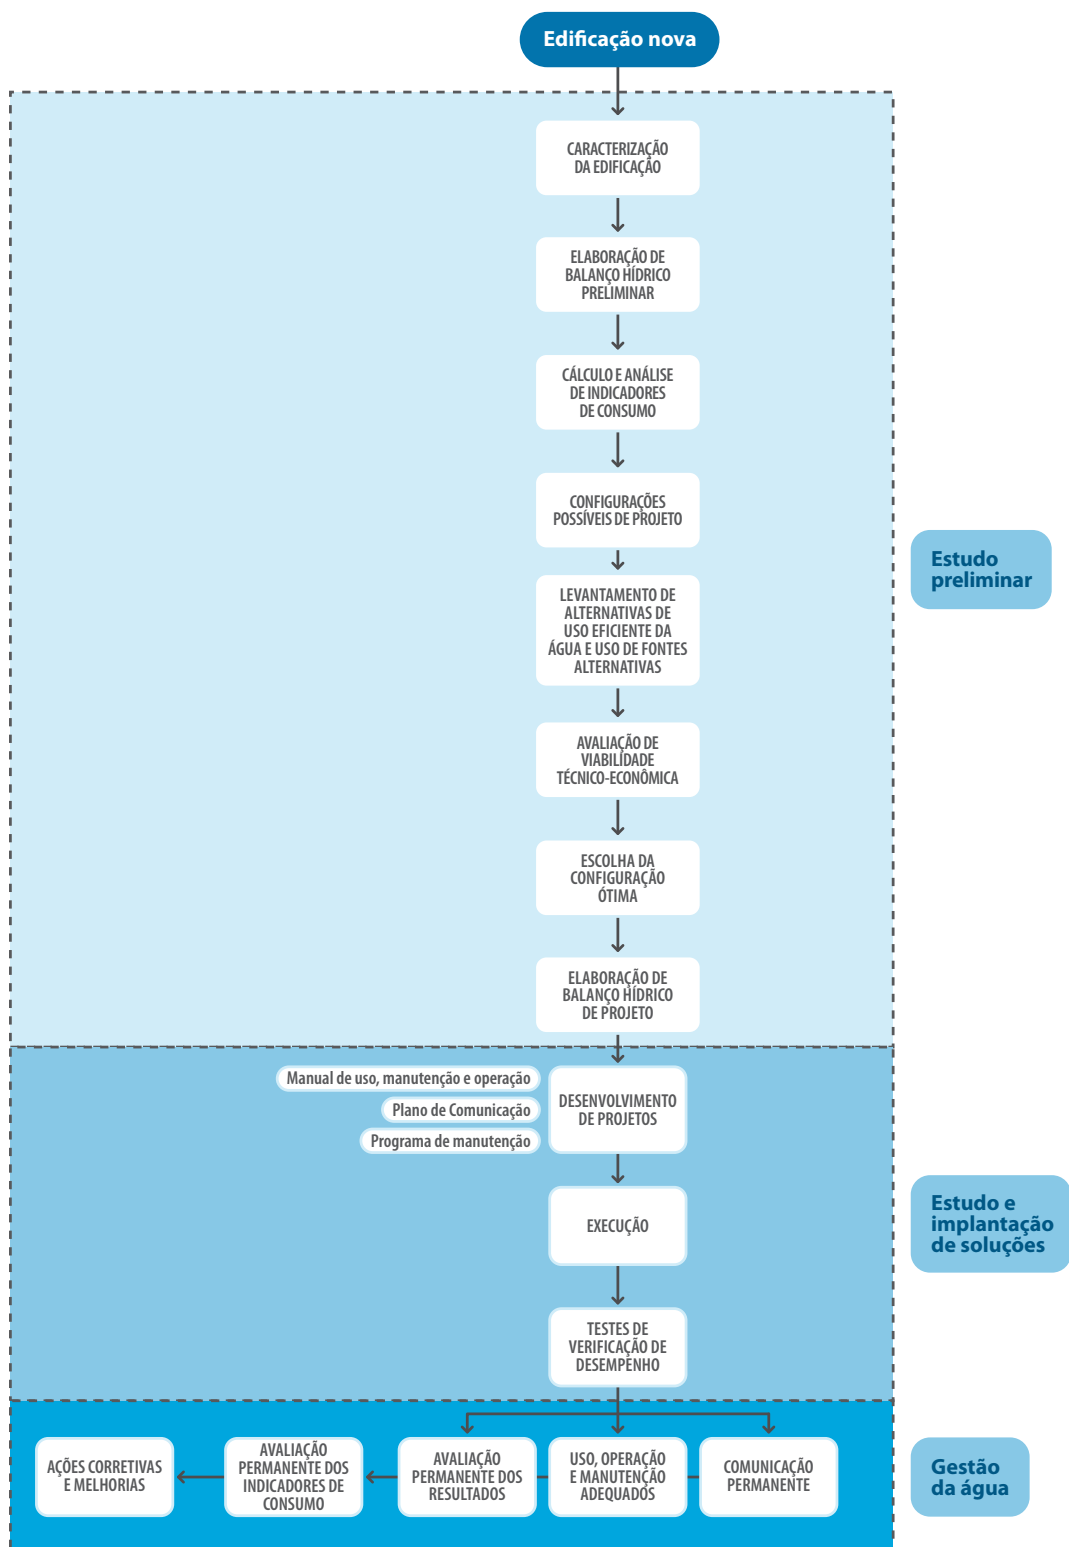 Edificação nova
CARACTERIZAÇÃO
DA EDIFICAÇÃO
ELABORAÇÃO DE
BALANÇO HÍDRICO
PRELIMINAR
CÁLCULO E ANÁLISE
DE INDICADORES
DE CONSUMO
CONFIGURAÇÕES
POSSÍVEIS DE PROJETO
LEVANTAMENTO DE
ALTERNATIVAS DE
USO EFICIENTE DA
ÁGUA E USO DE FONTES
ALTERNATIVAS
AVALIAÇÃO DE
VIABILIDADE
TÉCNICO-ECONÔMICA
ESCOLHA DA
CONFIGURAÇÃO
ÓTIMA
ELABORAÇÃO DE
BALANÇO HÍDRICO
DE PROJETO
Estudo
preliminar
Manual de uso, manutenção e operação
Plano de Comunicação
Programa de manutenção
DESENVOLVIMENTO
DE PROJETOS
EXECUÇÃO
TESTES DE
VERIFICAÇÃO DE
DESEMPENHO
Estudo e
implantação
de soluções
AÇÕES CORRETIVAS
E MELHORIAS
AVALIAÇÃO
PERMANENTE DOS
INDICADORES DE
CONSUMO
AVALIAÇÃO
PERMANENTE DOS
RESULTADOS
USO, OPERAÇÃO
E MANUTENÇÃO
ADEQUADOS
COMUNICAÇÃO
PERMANENTE
Gestão
da água